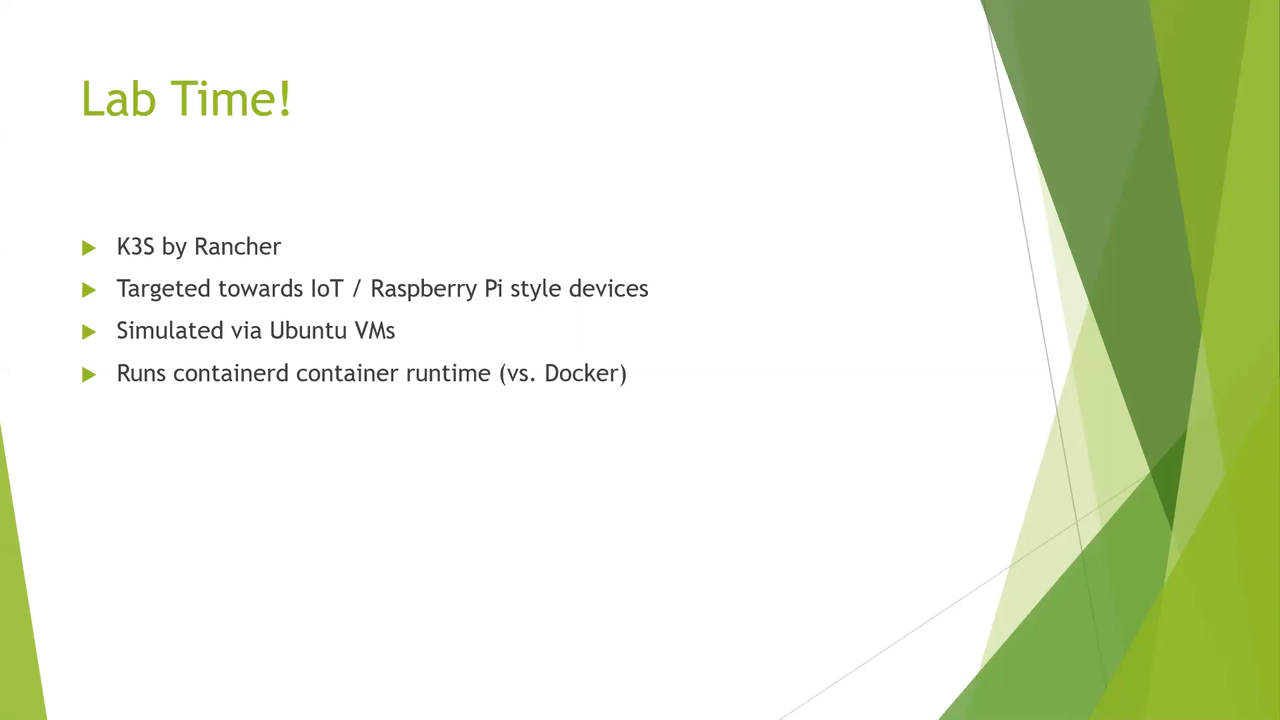 Lab Time!
K3S by Rancher
Targeted towards IoT / Raspberry Pi style devices
Simulated via Ubuntu VMs
Runs containerd container runtime (vs. Docker)